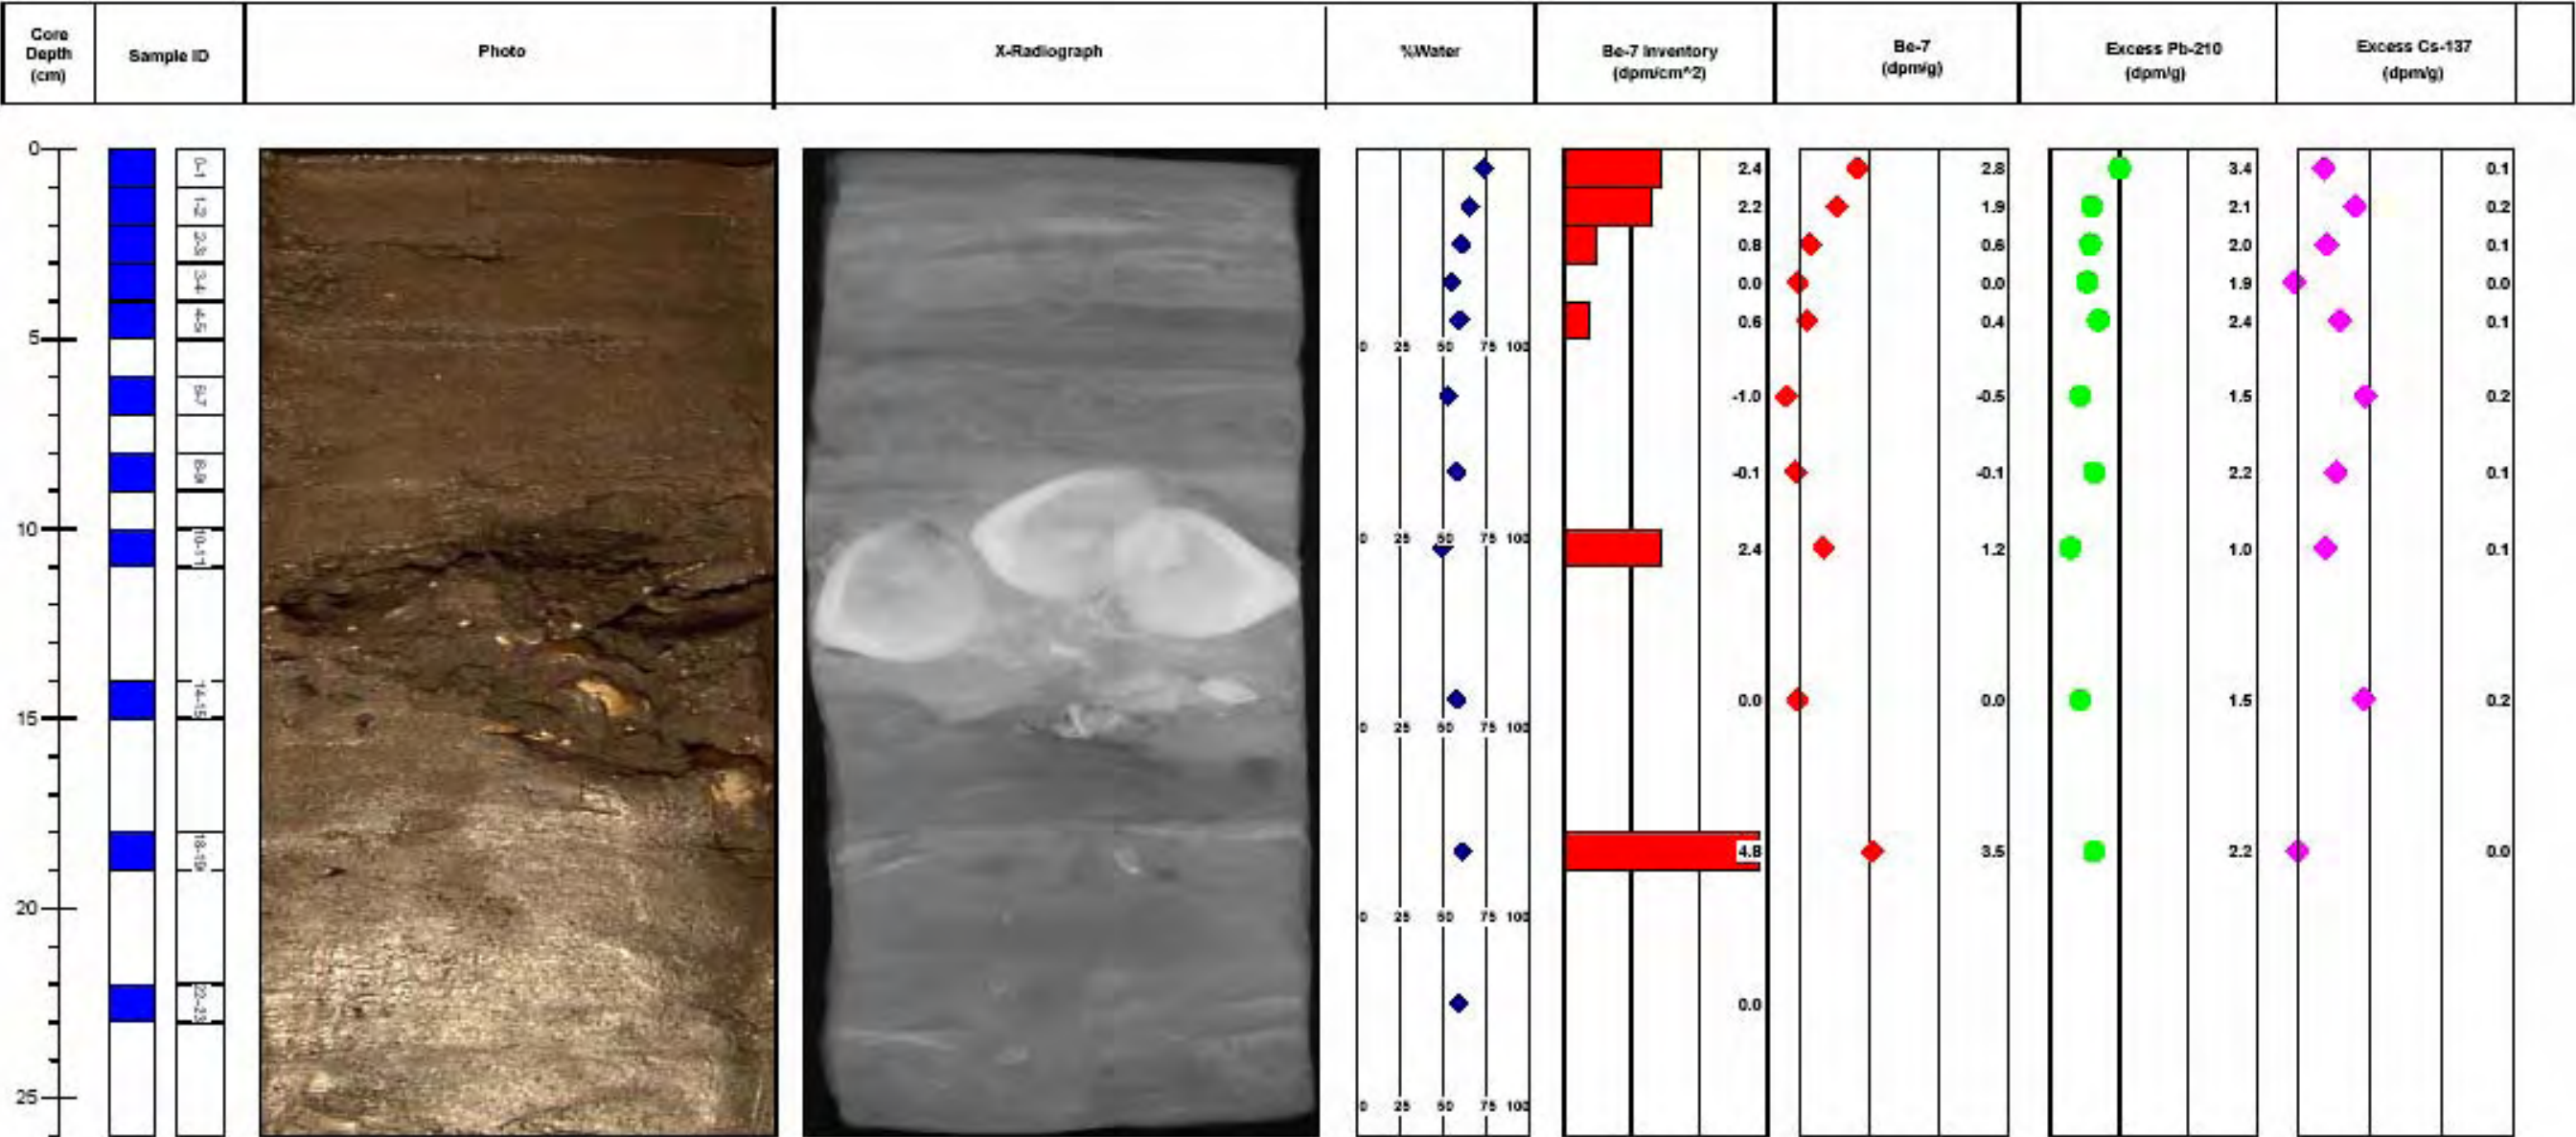 Core
Depth
(cm)
Sample ID
Photo
X-Radiograph
%Water
Be-7 Inventory
(dpm/cm^2)
Be-7
(dpm/g)
Excess Pb-210
(dpm/g)
Excess Cs-137
(dpm/g)
0
0-1
2.4
2.8
3.4
0.1
1-2
2.2
1.9
2.1
0.2
2-3
0.8
0.6
2.0
0.1
3-4
0.0
0.0
1.9
0.0
4-5
0.6
0.4
2.4
0.1
5
0 25 50 75 100
6-7
-1.0
-0.5
1.5
0.2
8-9
-0.1
-0.1
2.2
0.1
10
0 25 50 75 100
10-11
2.4
1.2
1.0
0.1
14-15
0.0
0.0
1.5
0.2
15
0 25 50 75 100
18-19
4.8
3.5
2.2
0.0
20
0 25 50 75 100
22-23
0.0
25
0 25 50 75 100